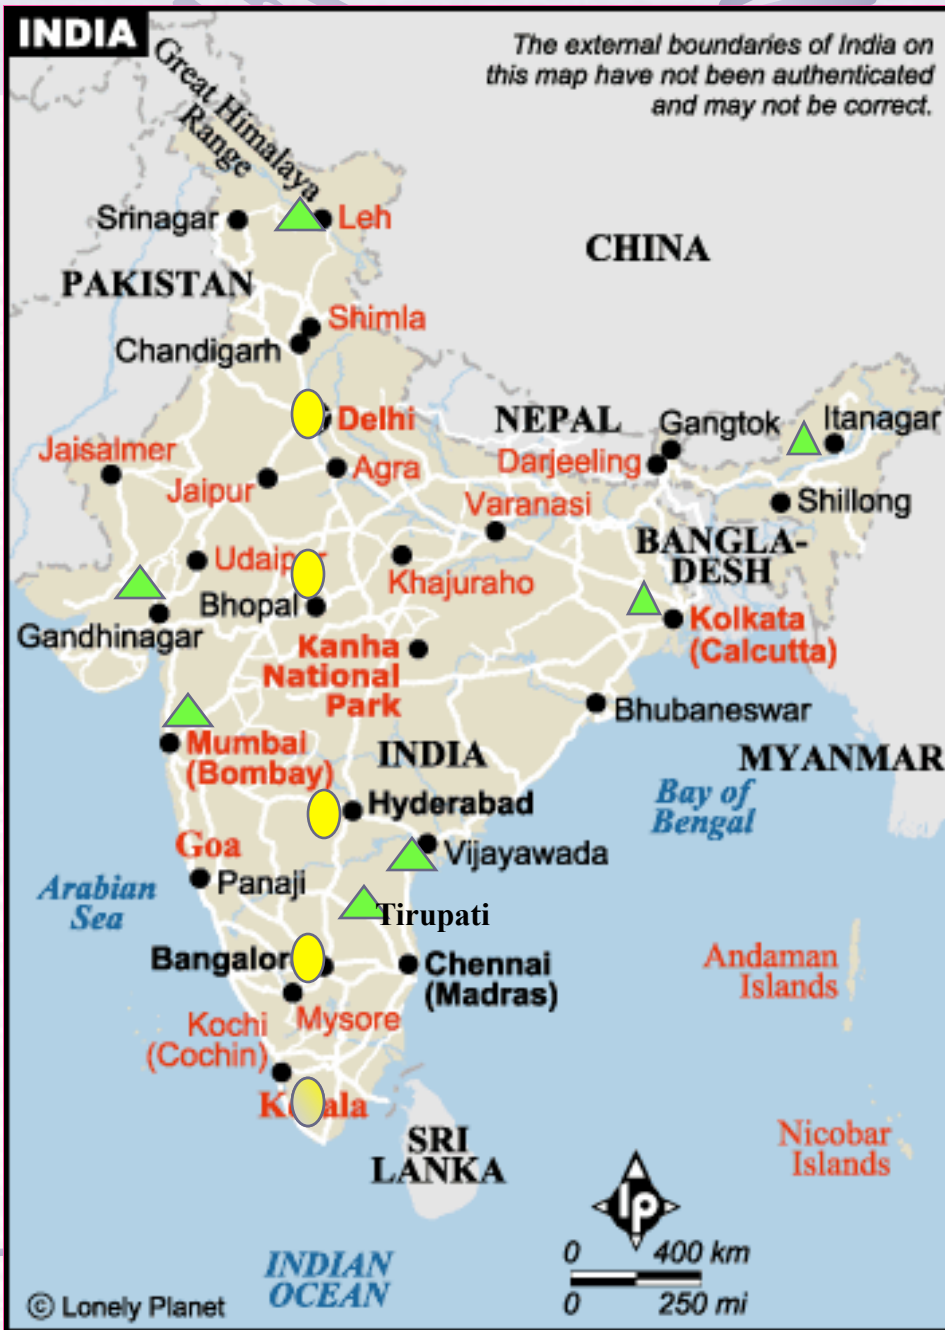 INDIA
The external boundaries of India on
this map have not been authenticated
and may not be correct.
Great Himalaya
Range
Srinagar
Leh
CHINA
PAKISTAN
Shimla
Chandigarh
Delhi
NEPAL
Gangtok
Itanagar
Jaisalmer
Agra
Darjeeling
Jaipur
Varanasi
Shillong
BANGLA-
DESH
Udaip
Khajuraho
Bhopal
Gandhinagar
Kolkata
(Calcutta)
Kanha
National
Park
Bhubaneswar
Mumbai
(Bombay)
INDIA
MYANMAR
Bay of
Bengal
Hyderabad
Goa
Vijayawada
Panaji
Arabian
Sea
Tirupati
Bangalor
Chennai
(Madras)
Andaman
Islands
Mysore
Kochi
(Cochin)
K ala
SRI
LANKA
Nicobar
Islands
lp
0 400 km
0 250 mi
INDIAN
OCEAN
© Lonely Planet